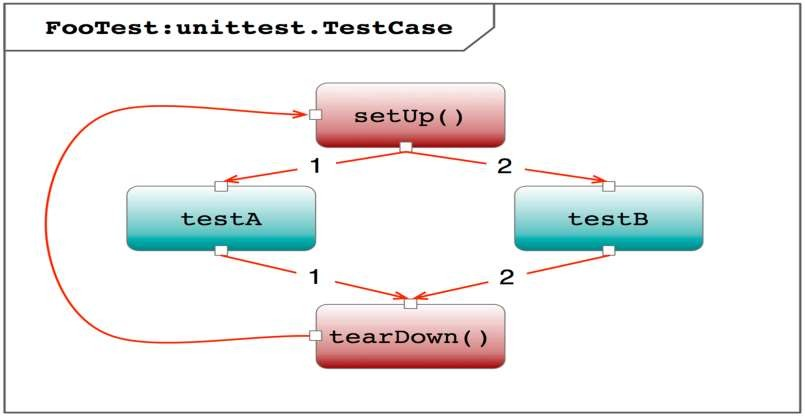 FooTest:unittest.TestCase
setUp()
1
2
testA
testB
1
2
tearDown()